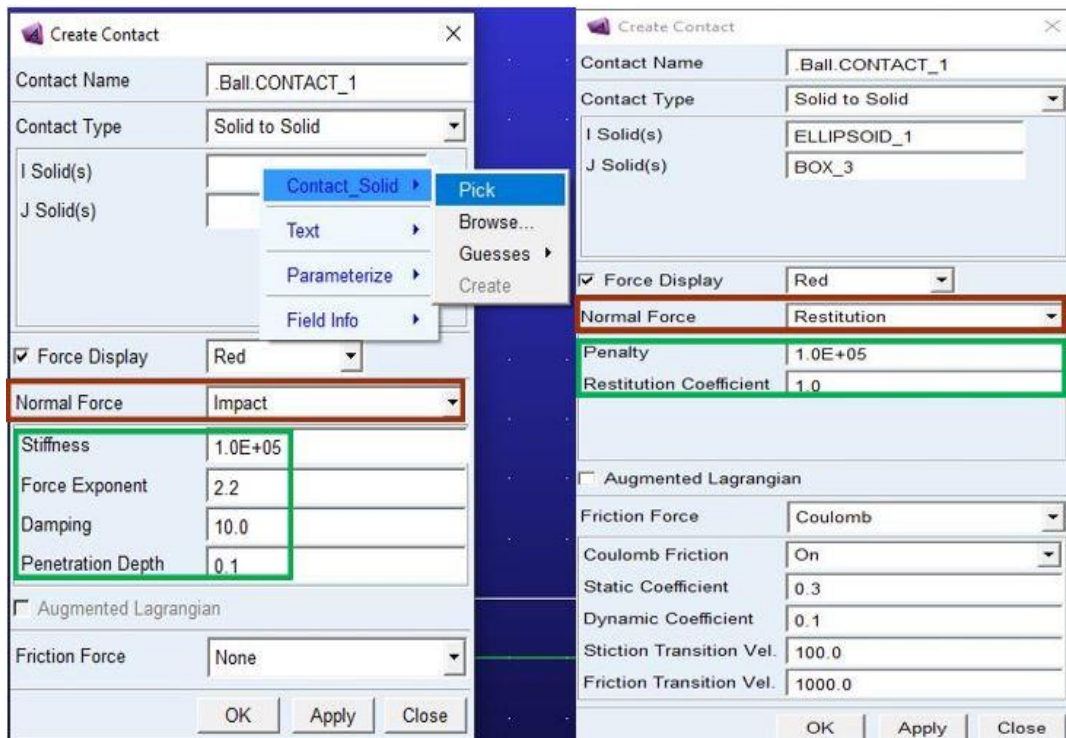 Create Contact
Contact Name .Ball.CONTACT_1
Contact Type Solid to Solid
I Solid(s)
J Solid(s)
Contact_Solid
Text
Parameterize
Field Info
Pick
Browse...
Guesses
Create
Force Display Red
Normal Force Impact
Stiffness 1.0E+05
Force Exponent 2.2
Damping 10.0
Penetration Depth 0.1
Augmented Lagrangian
Friction Force None
OK Apply Close
Create Contact
Contact Name .Ball.CONTACT_1
Contact Type Solid to Solid
I Solid(s) ELLIPSOID_1
J Solid(s) BOX_3
Force Display Red
Normal Force Restitution
Penalty 1.0E+05
Restitution Coefficient 1.0
Augmented Lagrangian
Friction Force Coulomb
Coulomb Friction On
Static Coefficient 0.3
Dynamic Coefficient 0.1
Stiction Transition Vel. 100.0
Friction Transition Vel. 1000.0
OK Apply Close